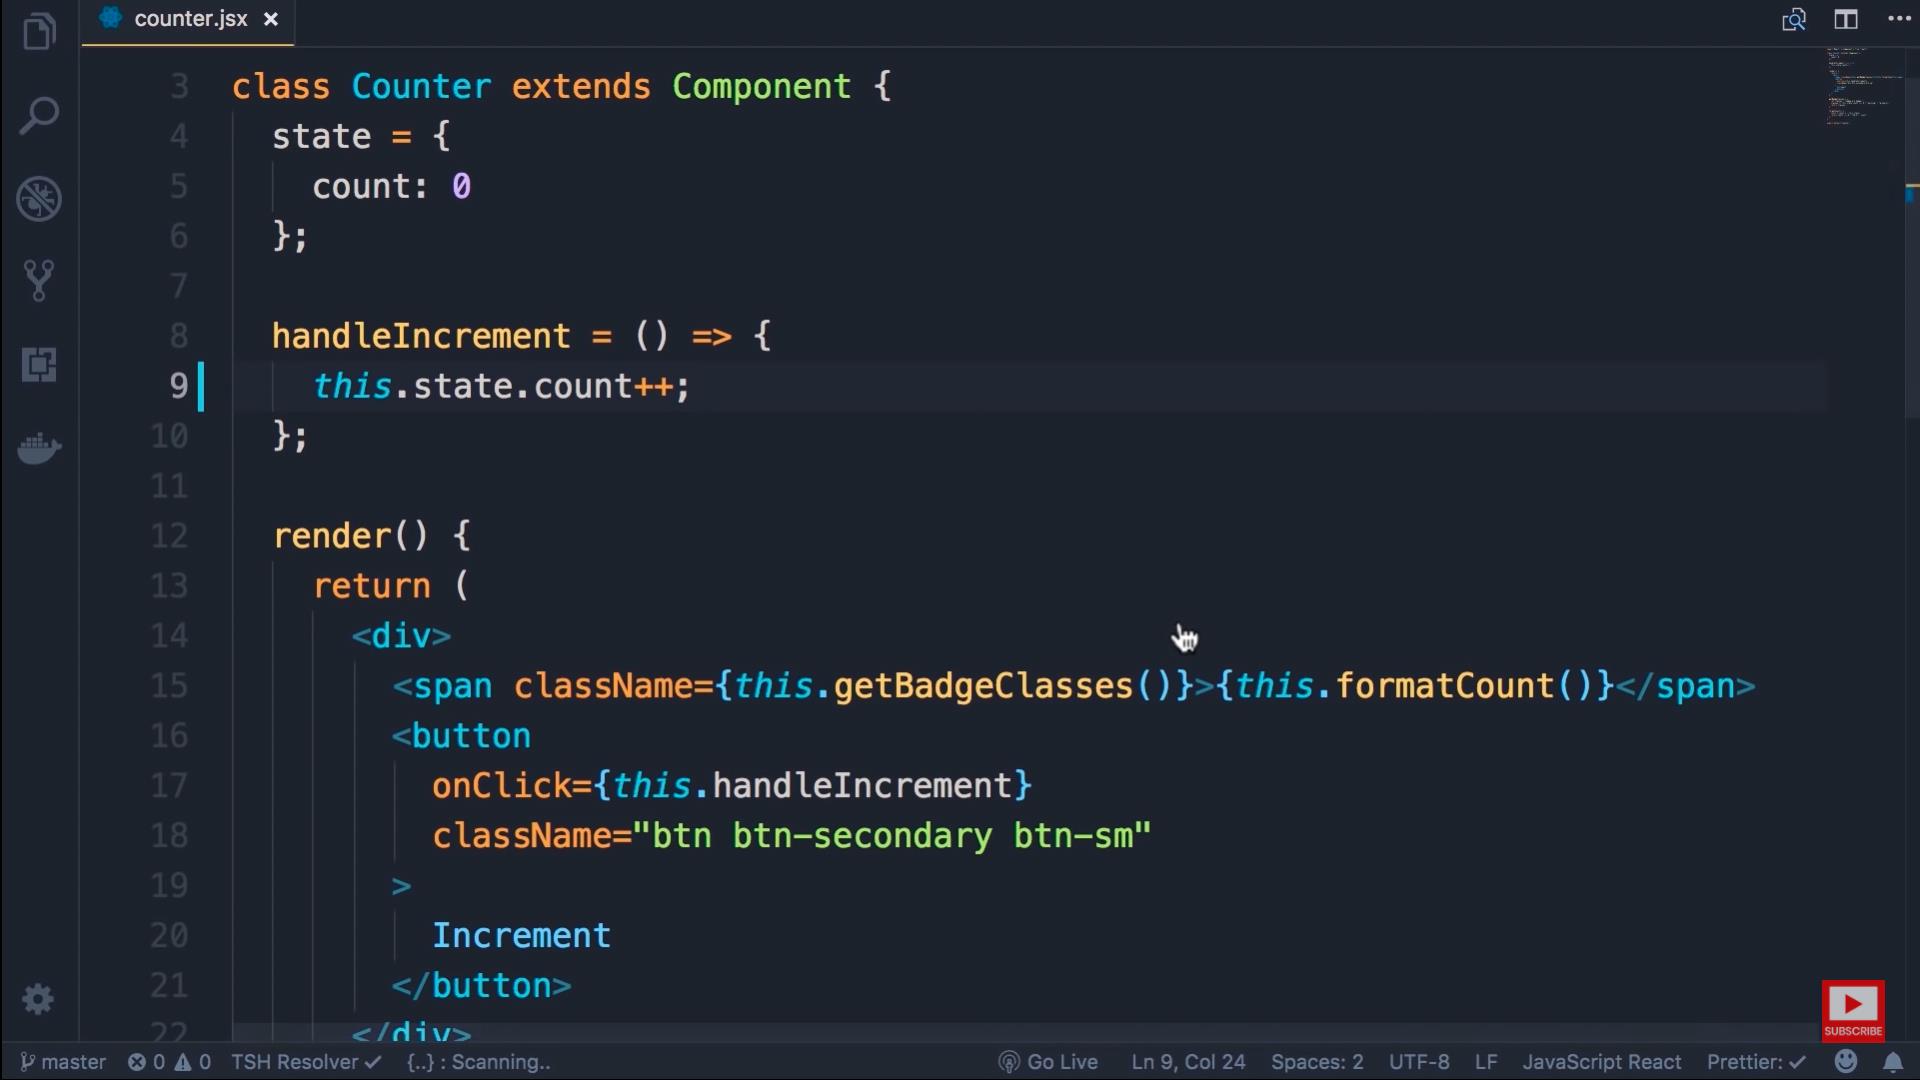 counter.jsx ×
3 class Counter extends Component {
4   state = {
5     count: 0
6   };
7
8   handleIncrement = () => {
9     this.state.count++;
10   };
11
12   render() {
13     return (
14       <div>
15         <span className={this.getBadgeClasses()}>{this.formatCount()}</span>
16         <button
17           onClick={this.handleIncrement}
18           className="btn btn-secondary btn-sm"
19         >
20           Increment
21         </button>
22       </div>
SUBSCRIBE
master 0 0 TSH Resolver ✓ {..} : Scanning.. Go Live Ln 9, Col 24 Spaces: 2 UTF-8 LF JavaScript React Prettier: ✓